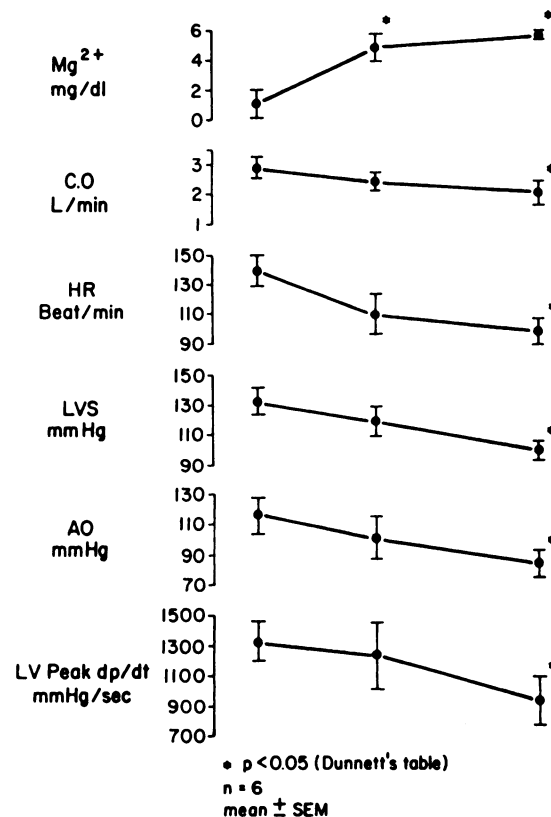 *
*
6
4
2
0
Mg2+
mg/dl
3
2
1
C.O
L/min
*
150
130
110
90
HR
Beat/min
*
150
130
110
90
LVS
mmHg
*
130
110
90
70
AO
mmHg
*
1500
1300
1100
900
700
LV Peak dp/dt
mmHg/sec
*
* p<0.05 (Dunnett's table)
n = 6
mean ± SEM